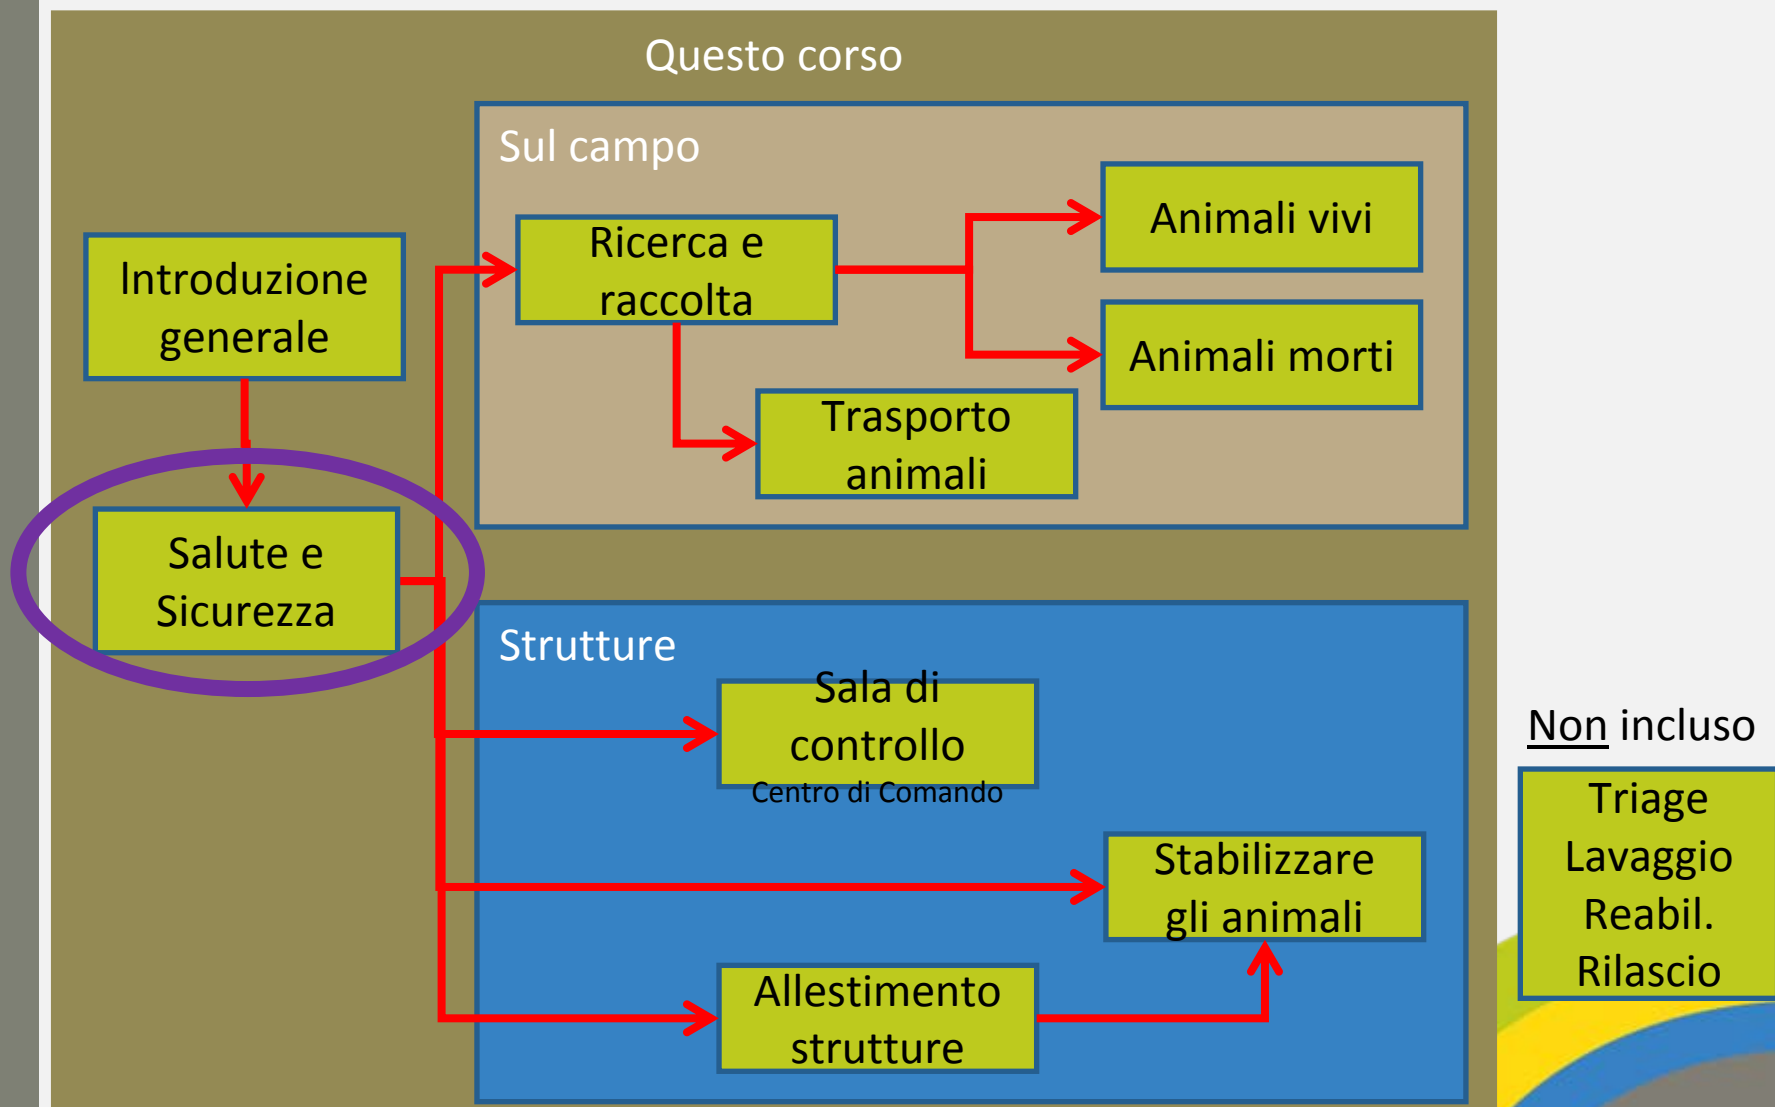 Questo corso
Sul campo
Introduzione
generale
Salute e
Sicurezza
Ricerca e
raccolta
Animali vivi
Animali morti
Trasporto
animali
Strutture
Sala di
controllo
Centro di Comando
Stabilizzare
gli animali
Allestimento
strutture
Non incluso
Triage
Lavaggio
Reabil.
Rilascio